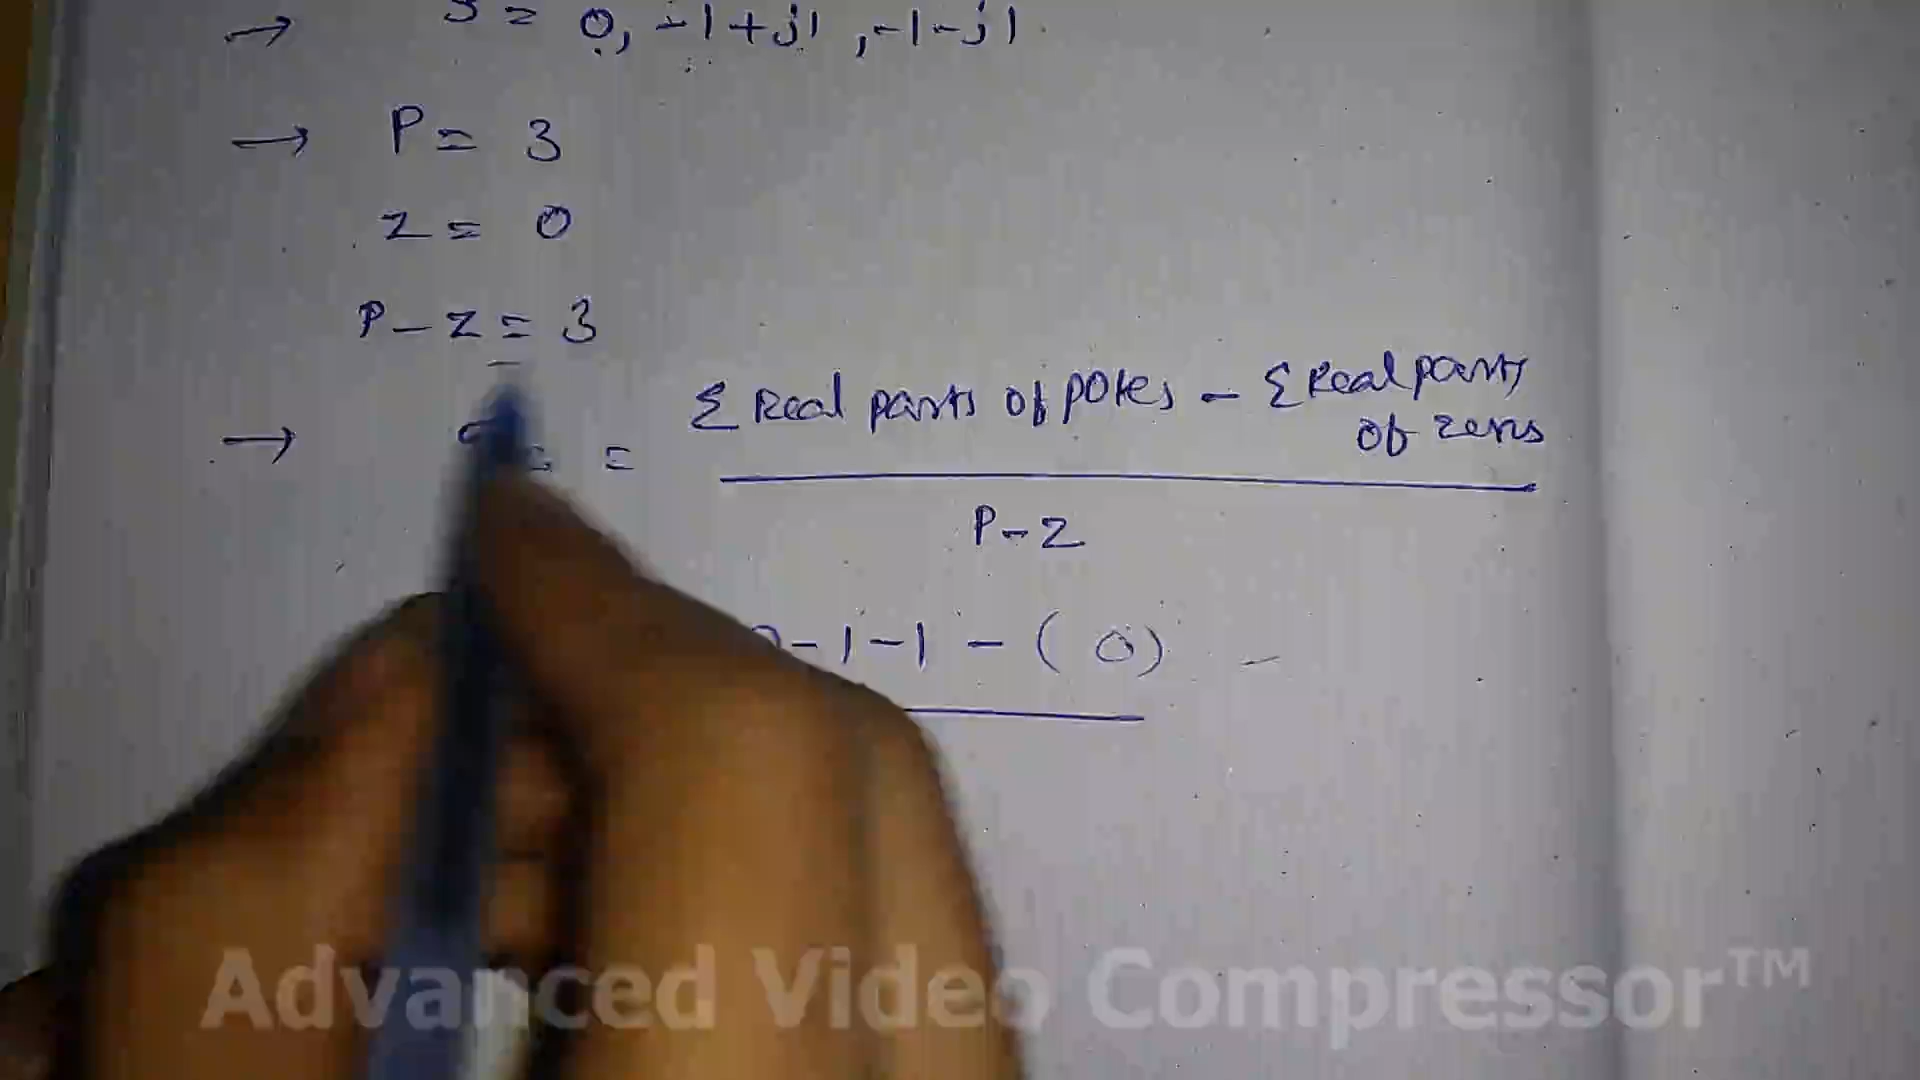 → S = 0, -1+j1, -1-j1
→ P = 3
Z = 0
P-Z = 3
→ = Σ Real parts of poles - Σ Real parts of zeros
P-Z
-1-1-(0)
Advanced Video Compressor™